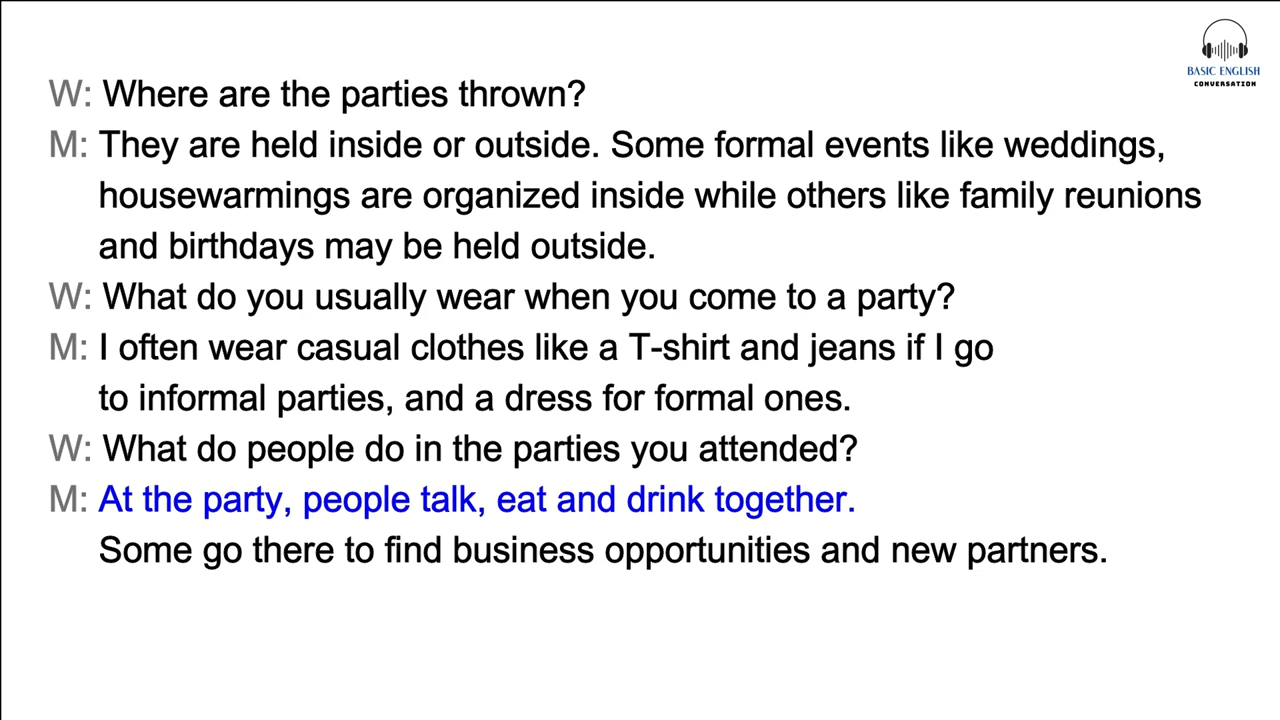 BASIC ENGLISH
CONVERSATION
W: Where are the parties thrown?
M: They are held inside or outside. Some formal events like weddings,
housewarmings are organized inside while others like family reunions
and birthdays may be held outside.
W: What do you usually wear when you come to a party?
M: I often wear casual clothes like a T-shirt and jeans if I go
to informal parties, and a dress for formal ones.
W: What do people do in the parties you attended?
M: At the party, people talk, eat and drink together.
Some go there to find business opportunities and new partners.